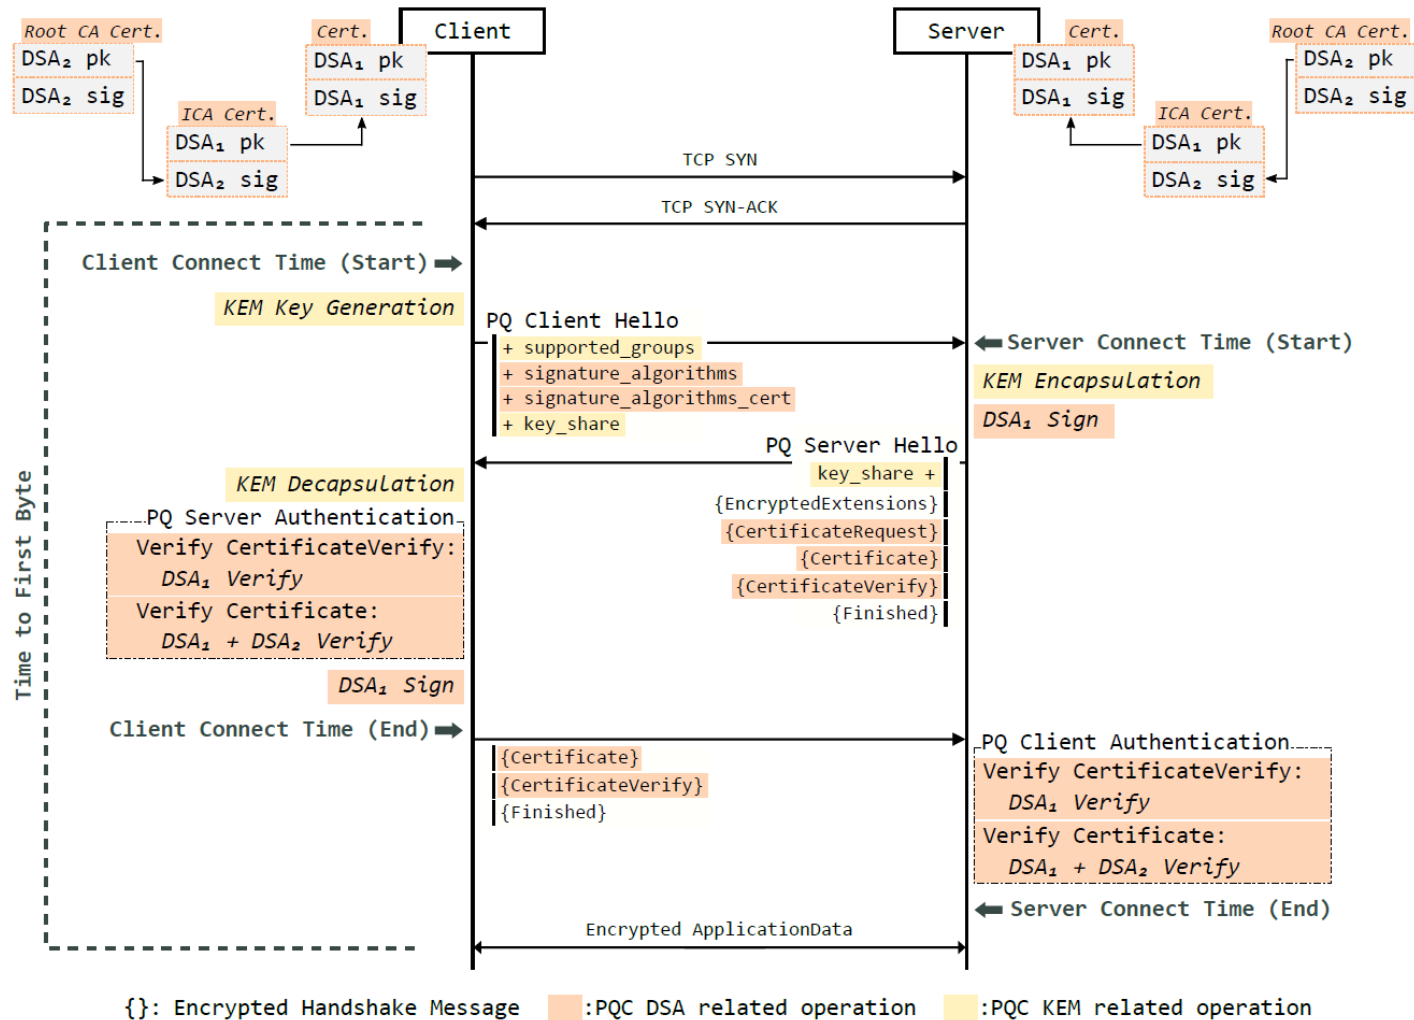 Root CA Cert.
DSA₂ pk
DSA₂ sig
ICA Cert.
DSA₁ pk
DSA₂ sig
Cert.
DSA₁ pk
DSA₁ sig
Client
Server
Cert.
DSA₁ pk
DSA₁ sig
ICA Cert.
DSA₁ pk
DSA₂ sig
Root CA Cert.
DSA₂ pk
DSA₂ sig
TCP SYN
TCP SYN-ACK
Time to First Byte
Client Connect Time (Start)
KEM Key Generation
PQ Client Hello
+ supported_groups
+ signature_algorithms
+ signature_algorithms_cert
+ key_share
Server Connect Time (Start)
KEM Encapsulation
DSA₁ Sign
PQ Server Hello
key_share +
{EncryptedExtensions}
{CertificateRequest}
{Certificate}
{CertificateVerify}
{Finished}
KEM Decapsulation
PQ Server Authentication
Verify CertificateVerify:
DSA₁ Verify
Verify Certificate:
DSA₁ + DSA₂ Verify
DSA₁ Sign
Client Connect Time (End)
{Certificate}
{CertificateVerify}
{Finished}
PQ Client Authentication
Verify CertificateVerify:
DSA₁ Verify
Verify Certificate:
DSA₁ + DSA₂ Verify
Server Connect Time (End)
Encrypted ApplicationData
{}: Encrypted Handshake Message
:PQC DSA related operation
:PQC KEM related operation